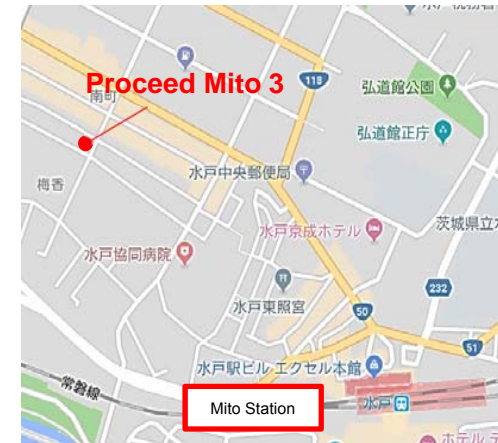 Proceed Mito 3
118
弘道館公園
南町
弘道館正庁
水戸中央郵便局
梅香
水戸京成ホテル
茨城県立
水戸協同病院
232
水戸東照宮
50
51
水戸駅ビル エクセル本館
常磐線
Mito Station
水戸
ホテル